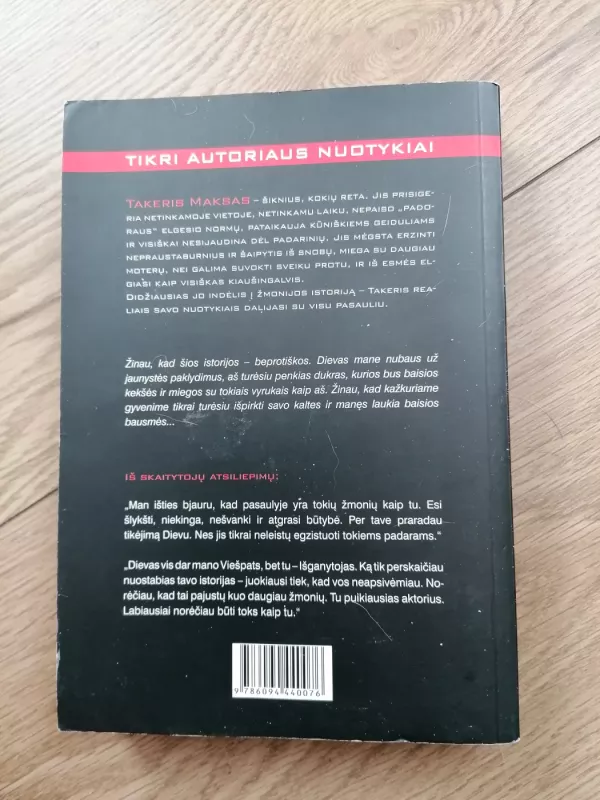 TIKRI AUTORIAUS NUOTYKIAI
TAKERIS MAKSAS – ŠIKNIUS, KOKIŲ RETA. JIS PRISIGE-
RIA NETINKAMOJE VIETOJE, NETINKAMU LAIKU, NEPAISO „PADO-
RAUS“ ELGESIO NORMŲ, PATAIKAUJA KŪNIŠKIEMS GEIDULIAMS
IR VISIŠKAI NESIJAUDINA DĖL PADARINIŲ. JIS MĖGSTA ERZINTI
NEPRAUSTABURNIUS IR ŠAIPYTIS IŠ SNOBŲ, MIEGA SU DAUGIAU
MOTERŲ, NEI GALIMA SUVOKTI SVEIKU PROTU, IR IŠ ESMĖS EL-
GIASI KAIP VISIŠKAS KIAUŠINGALVIS.
DIDŽIAUSIAS JO INDĖLIS Į ŽMONIJOS ISTORIJĄ – TAKERIS REA-
LIAIS SAVO NUOTYKIAIS DALIJASI SU VISU PASAULIU.
Žinau, kad šios istorijos – beprotiškos. Dievas mane nubaus už
jaunystės paklydimus, aš turėsiu penkias dukras, kurios bus baisios
kekšės ir miegos su tokiais vyrukais kaip aš. Žinau, kad kažkuriame
gyvenime tikrai turėsiu išpirkti savo kaltes ir manęs laukia baisios
bausmės...
IŠ SKAITYTOJŲ ATSILIEPIMŲ:
„Man išties bjauru, kad pasaulyje yra tokių žmonių kaip tu. Esi
šlykšti, niekinga, nešvanki ir atgrasi būtybė. Per tave praradau
tikėjimą Dievu. Nes jis tikrai neleistų egzistuoti tokiems padarams.“
„Dievas vis dar mano Viešpats, bet tu – Išganytojas. Ką tik perskaičiau
nuostabias tavo istorijas – juokiausi tiek, kad vos neapsivėmiau. No-
rėčiau, kad tai pajustų kuo daugiau žmonių. Tu puikiausias aktorius.
Labiausiai norėčiau būti toks kaip tu.“
9 786094 440076